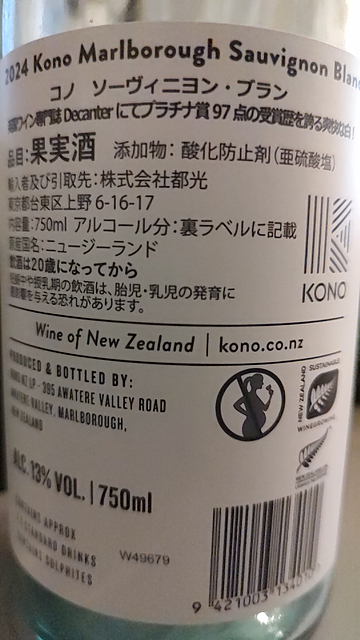 2024 Kono Marlborough Sauvignon Blanc
コノ ソーヴィニヨン・ブラン
英国ワイン専門誌 Decanter にてプラチナ賞 97 点の受賞歴を誇る爽快な白!
品目:果実酒 添加物:酸化防止剤(亜硫酸塩)
輸入者及び引取先:株式会社都光
東京都台東区上野 6-16-17
内容量:750ml アルコール分:裏ラベルに記載
原産国名:ニュージーランド
飲酒は20歳になってから
妊娠中や授乳期の飲酒は、胎児・乳児の発育に
悪影響を与える恐れがあります。
KONO
Wine of New Zealand | kono.co.nz
PRODUCED & BOTTLED BY:
KONO NZ LP - 395 AWATERE VALLEY ROAD
AWATERE VALLEY, MARLBOROUGH,
NEW ZEALAND
SUSTAINABLE
NEW ZEALAND
WINEGROWING
ALC. 13% VOL. | 750ml
CONTAINS APPROX
STANDARD DRINKS
CONTAINS SULPHITES
W49679
9 421003 134